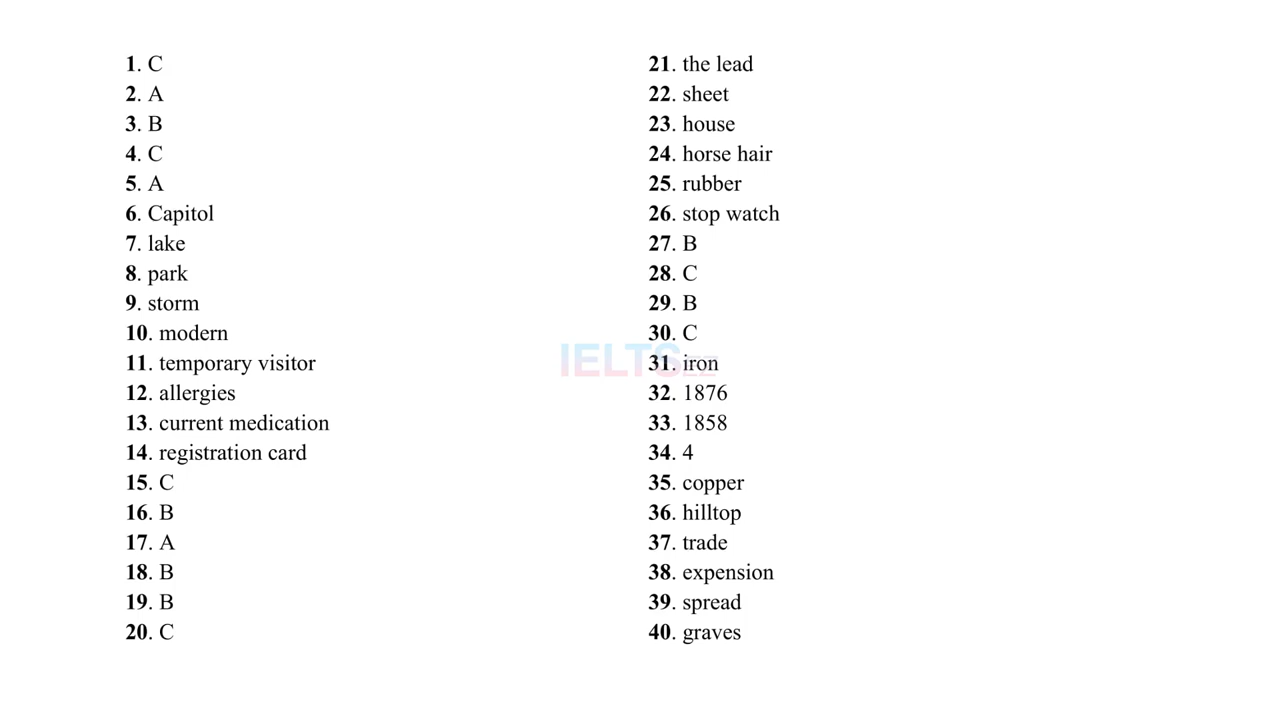 1. C
2. A
3. B
4. C
5. A
6. Capitol
7. lake
8. park
9. storm
10. modern
11. temporary visitor
12. allergies
13. current medication
14. registration card
15. C
16. B
17. A
18. B
19. B
20. C
21. the lead
22. sheet
23. house
24. horse hair
25. rubber
26. stop watch
27. B
28. C
29. B
30. C
31. iron
32. 1876
33. 1858
34. 4
35. copper
36. hilltop
37. trade
38. expension
39. spread
40. graves
IELTS